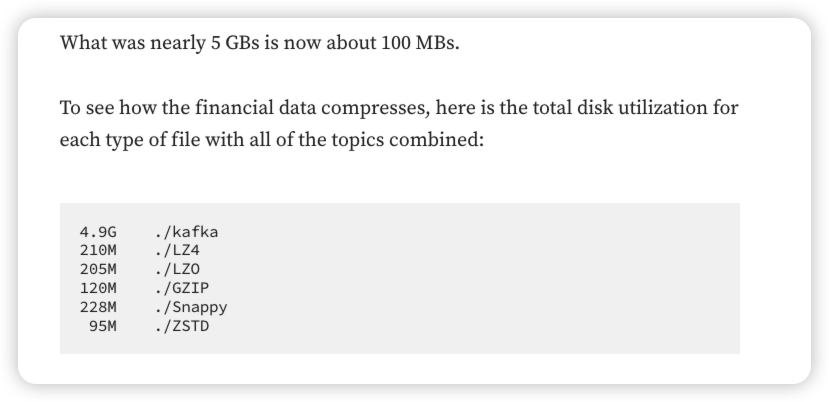 What was nearly 5 GBs is now about 100 MBs.
To see how the financial data compresses, here is the total disk utilization for
each type of file with all of the topics combined:
4.9G    ./kafka
210M    ./LZ4
205M    ./LZO
120M    ./GZIP
228M    ./Snappy
 95M    ./ZSTD